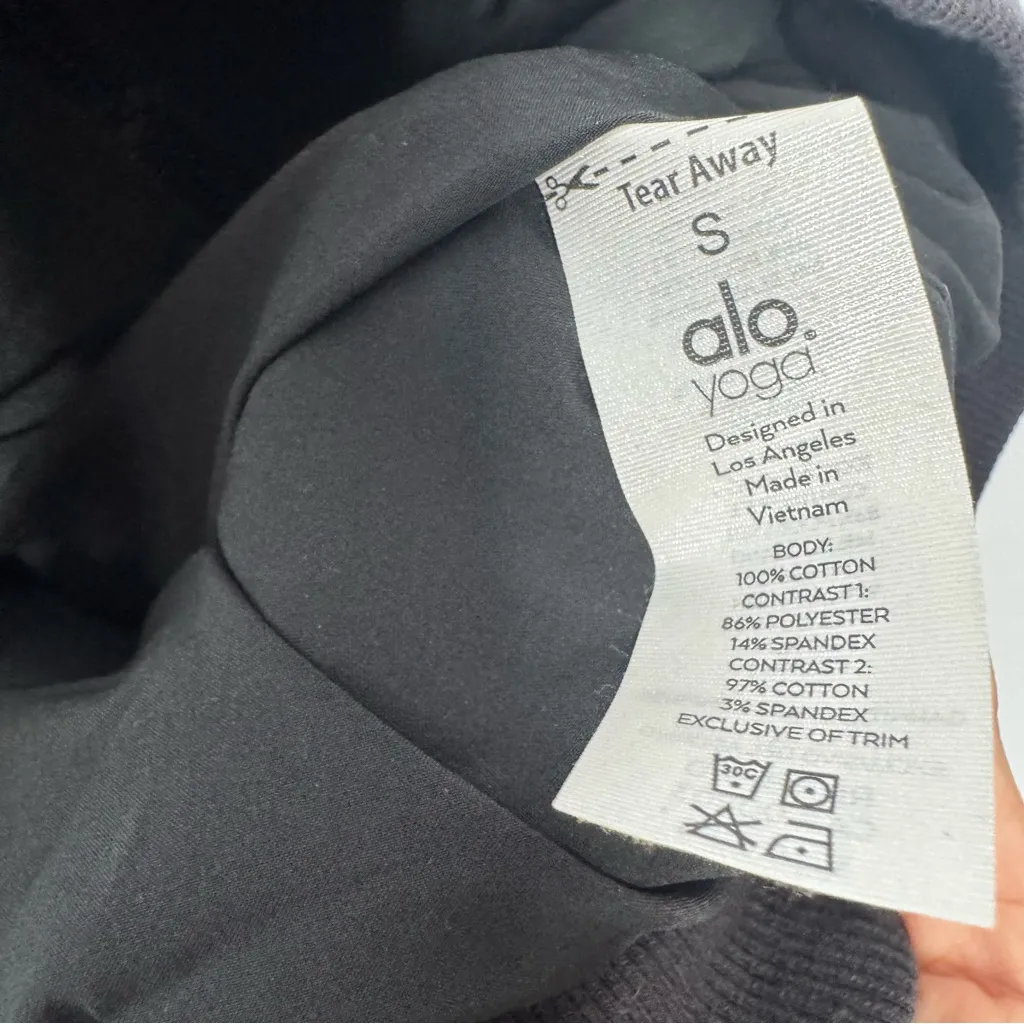 Tear Away
S
alo®
yoga
Designed in
Los Angeles
Made in
Vietnam
BODY:
100% COTTON
CONTRAST 1:
86% POLYESTER
14% SPANDEX
CONTRAST 2:
97% COTTON
3% SPANDEX
EXCLUSIVE OF TRIM
30C